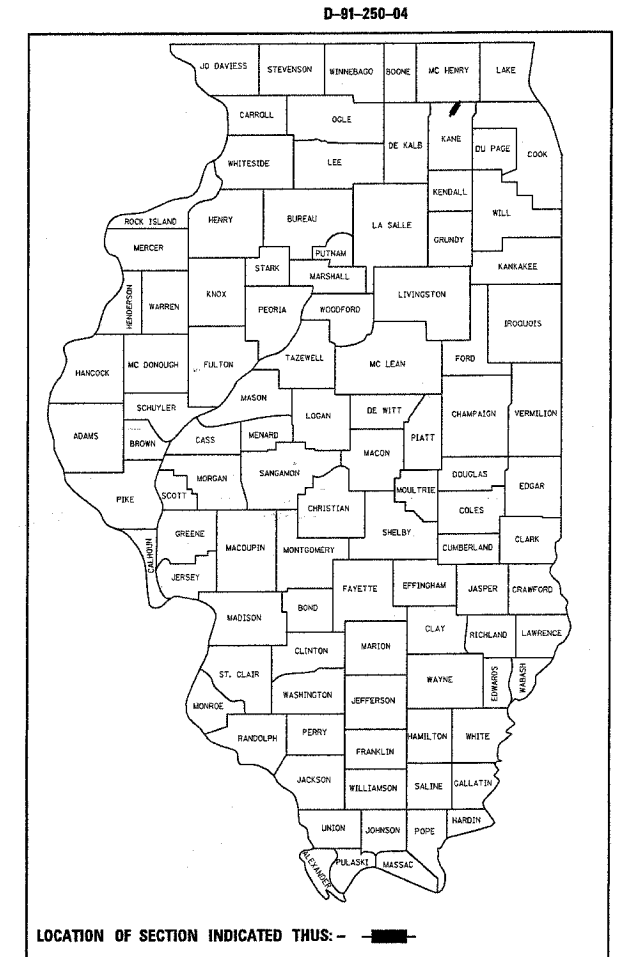 D-91-250-04
JO DAVIESS STEVENSON WINNEBAGO BOONE MC HENRY LAKE
CARROLL OGLE
DE KALB KANE DU PAGE COOK
WHITESIDE LEE
KENDALL
ROCK ISLAND HENRY BUREAU LA SALLE WILL
MERCER PUTNAM GRUNDY
STARK MARSHALL KANKAKEE
HENDERSON WARREN KNOX PEORIA WOODFORD LIVINGSTON
IROQUOIS
HANCOCK MC DONOUGH FULTON TAZEWELL MC LEAN FORD
MASON
SCHUYLER LOGAN DE WITT CHAMPAIGN VERMILION
ADAMS BROWN CASS MENARD PIATT
MACON
PIKE SCOTT MORGAN SANGAMON MOULTRIE DOUGLAS EDGAR
CHRISTIAN COLES
GREENE MACOUPIN MONTGOMERY SHELBY CUMBERLAND CLARK
CALHOUN JERSEY
FAYETTE EFFINGHAM JASPER CRAWFORD
MADISON BOND
CLAY RICHLAND LAWRENCE
CLINTON MARION
ST. CLAIR WAYNE EDWARDS WABASH
WASHINGTON JEFFERSON
MONROE
RANDOLPH PERRY HAMILTON WHITE
FRANKLIN
JACKSON WILLIAMSON SALINE GALLATIN
UNION JOHNSON POPE HARDIN
ALEXANDER PULASKI MASSAC
LOCATION OF SECTION INDICATED THUS: -